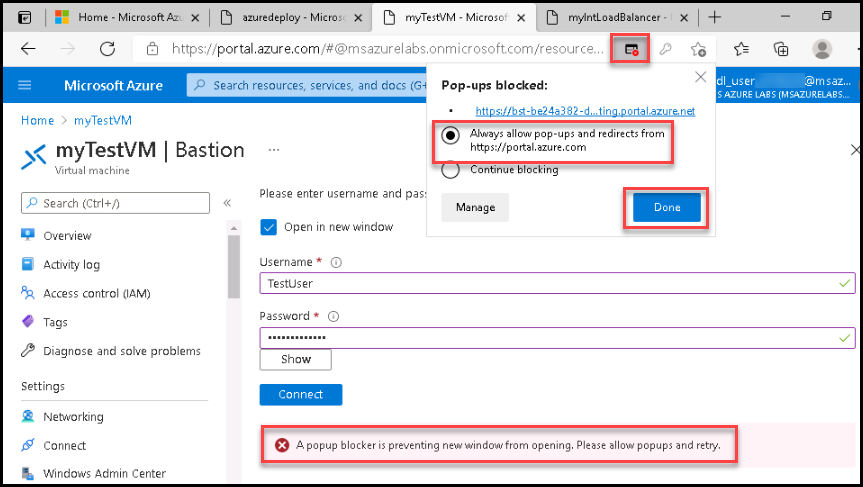 Home - Microsoft Azu
azuredeploy - Microso
myTestVM - Microsoft
myIntLoadBalancer -
https://portal.azure.com/#@msazurelabs.onmicrosoft.com/resource...
Microsoft Azure
Search resources, services, and docs (G+/)
dl_user
@msaz...
S AZURE LABS (MSAZURELABS....
Pop-ups blocked:
https://bst-be24a382-d...ting.portal.azure.net
Always allow pop-ups and redirects from
https://portal.azure.com
Continue blocking
Manage
Done
Home > myTestVM
myTestVM | Bastion ...
Virtual machine
Search (Ctrl+/)
«
Overview
Activity log
Access control (IAM)
Tags
Diagnose and solve problems
Settings
Networking
Connect
Windows Admin Center
Please enter username and pas
Open in new window
Username *
TestUser
Password *
•••••••••••••
Show
Connect
A popup blocker is preventing new window from opening. Please allow popups and retry.